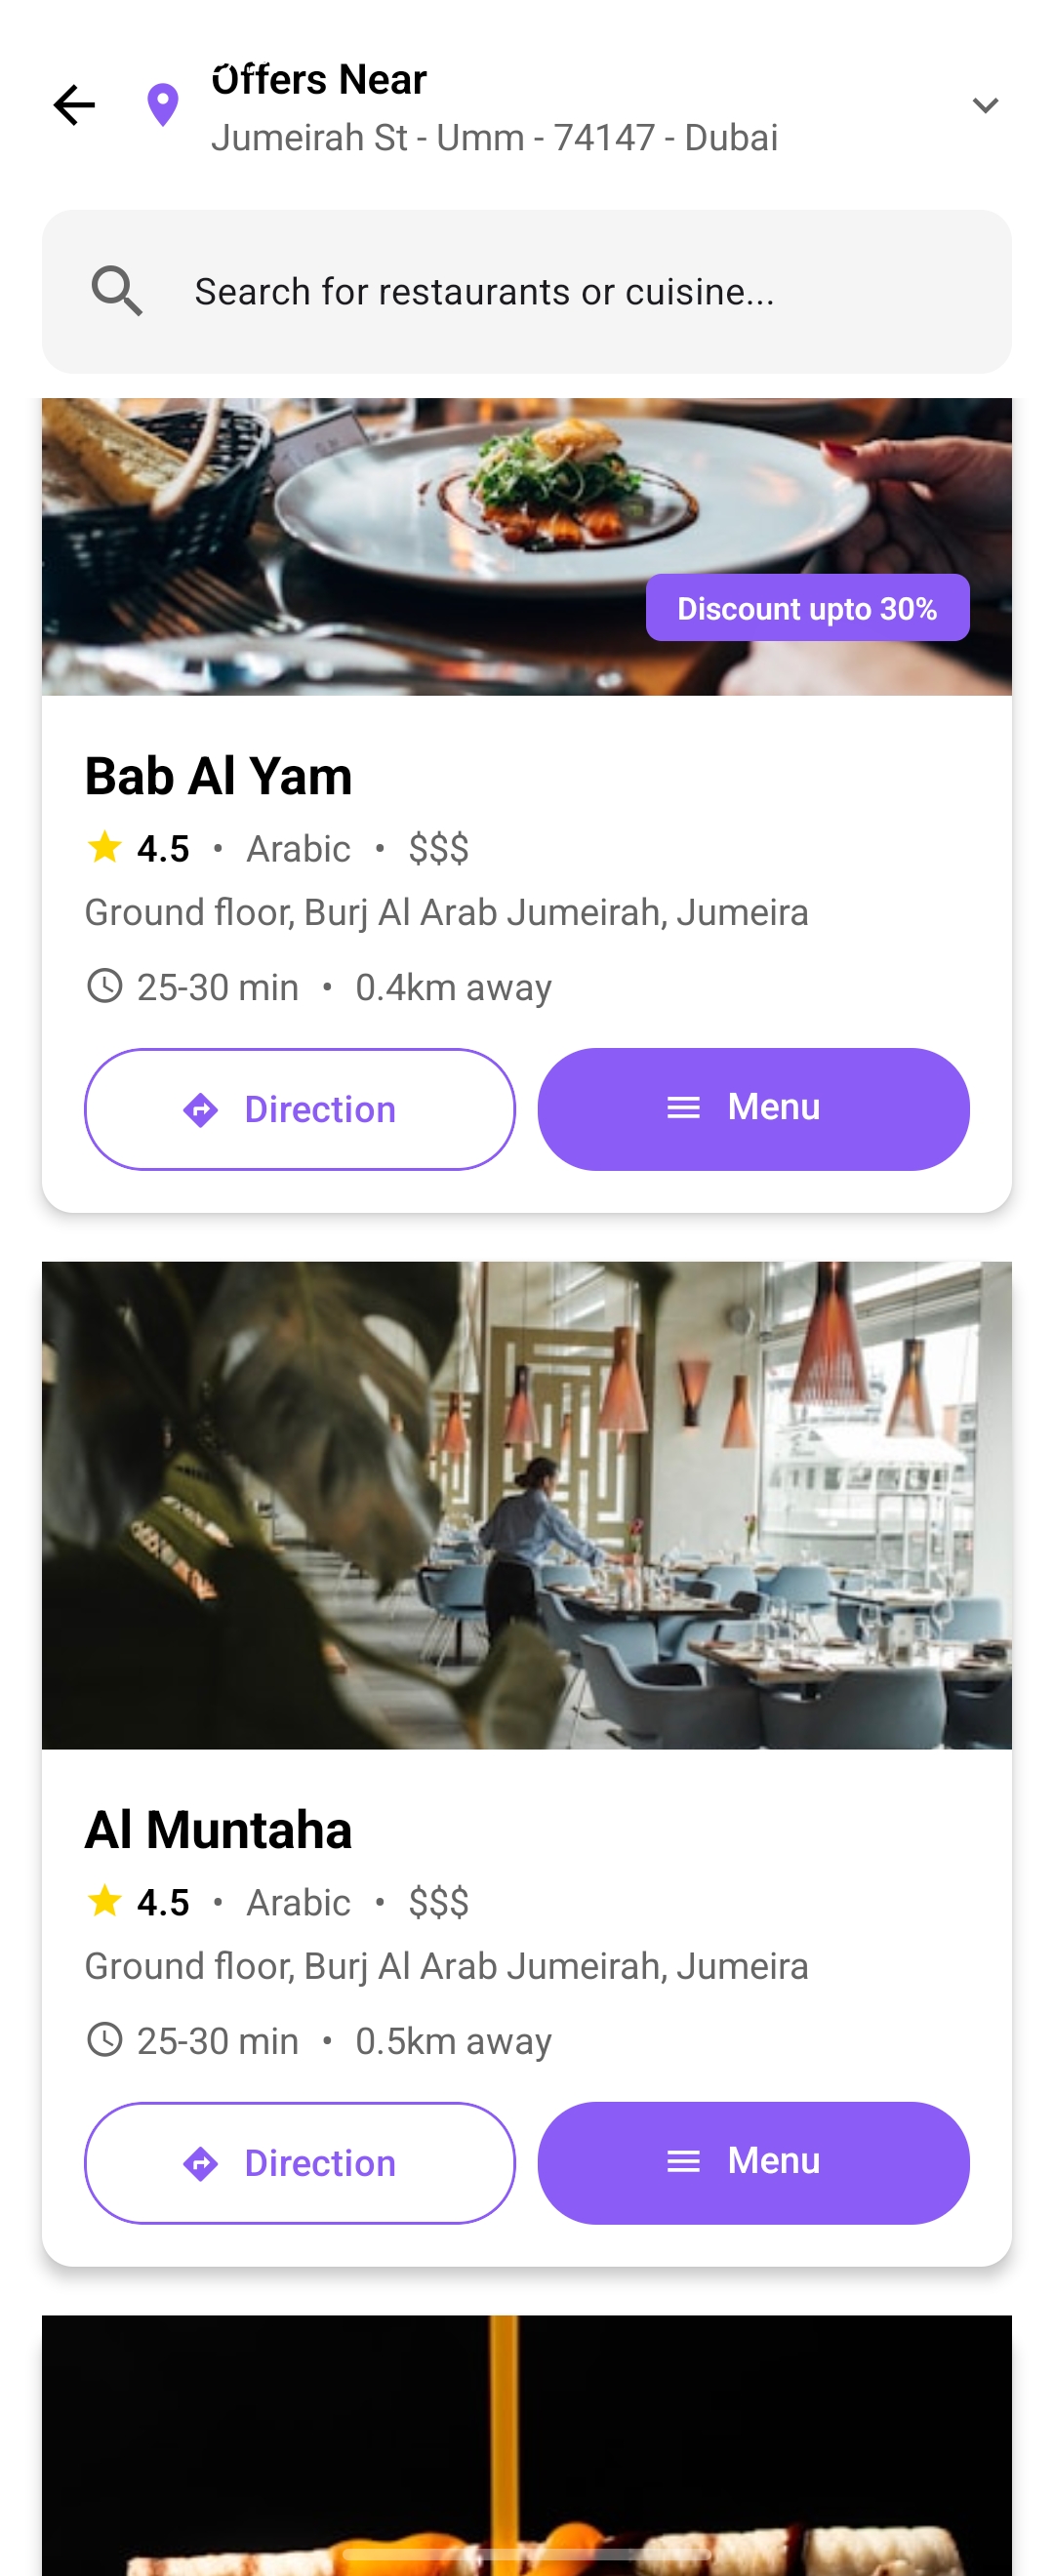 Offers Near
Jumeirah St - Umm - 74147 - Dubai
Search for restaurants or cuisine...
Discount upto 30%
Bab Al Yam
4.5 • Arabic • $$$
Ground floor, Burj Al Arab Jumeirah, Jumeira
25-30 min • 0.4km away
Direction
Menu
Al Muntaha
4.5 • Arabic • $$$
Ground floor, Burj Al Arab Jumeirah, Jumeira
25-30 min • 0.5km away
Direction
Menu